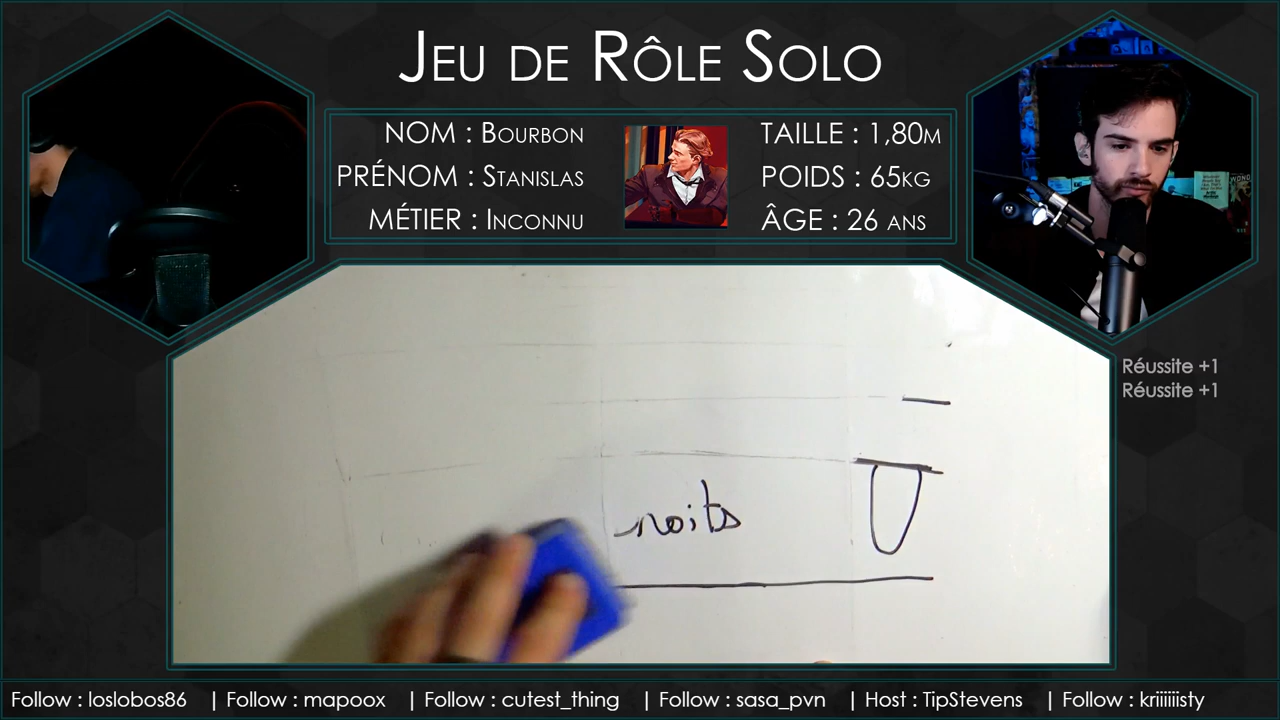 Jeu de Rôle Solo
NOM : Bourbon
PRÉNOM : Stanislas
MÉTIER : Inconnu
TAILLE : 1,80m
POIDS : 65kg
ÂGE : 26 ans
Réussite +1
Réussite +1
noits
Follow : loslobos86 | Follow : mapoox | Follow : cutest_thing | Follow : sasa_pvn | Host : TipStevens | Follow : kriiiiiisty